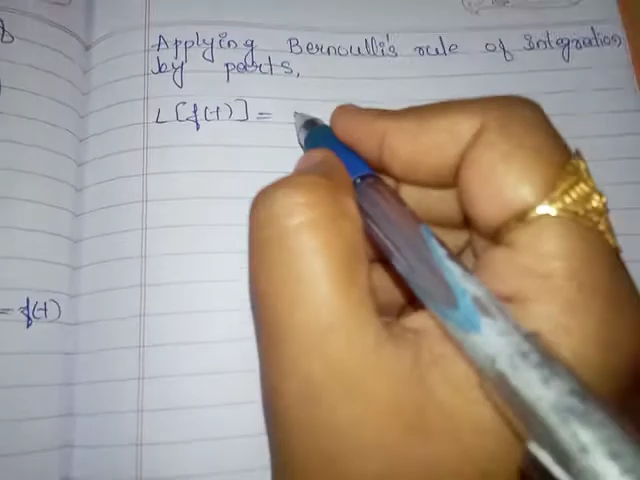 Applying Bernoulli's rule of integration
by parts,
L[f(t)] =
= f(t)